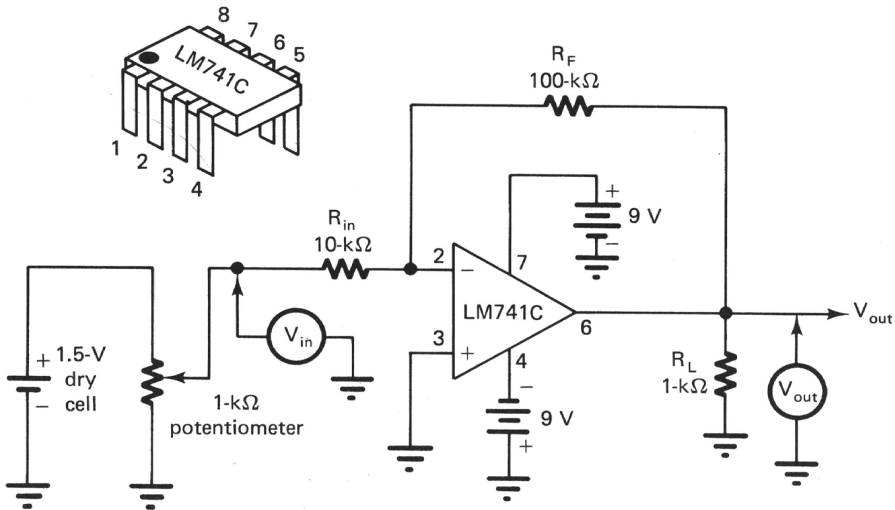 8
7
6
5
LM741C
1
2
3
4
R_F
100-kΩ
+
9 V
−
R_in
10-kΩ
2
−
7
LM741C
6
3
+
4
−
9 V
+
V_in
+
1.5-V
dry
cell
−
1-kΩ
potentiometer
R_L
1-kΩ
V_out
V_out